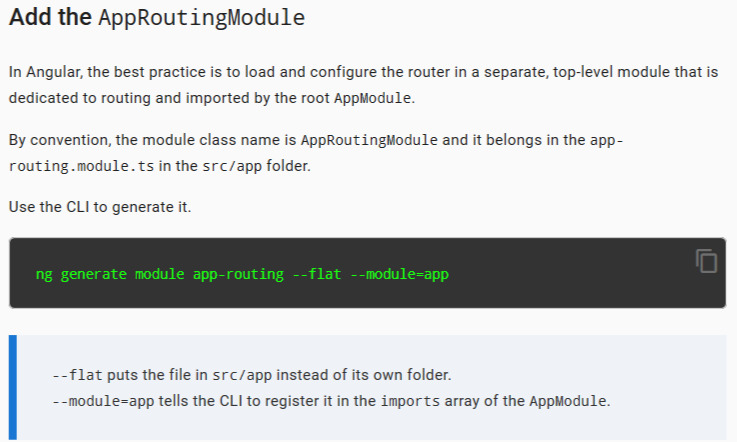 Add the AppRoutingModule
In Angular, the best practice is to load and configure the router in a separate, top-level module that is
dedicated to routing and imported by the root AppModule.
By convention, the module class name is AppRoutingModule and it belongs in the app-
routing.module.ts in the src/app folder.
Use the CLI to generate it.
ng generate module app-routing --flat --module=app
--flat puts the file in src/app instead of its own folder.
--module=app tells the CLI to register it in the imports array of the AppModule.